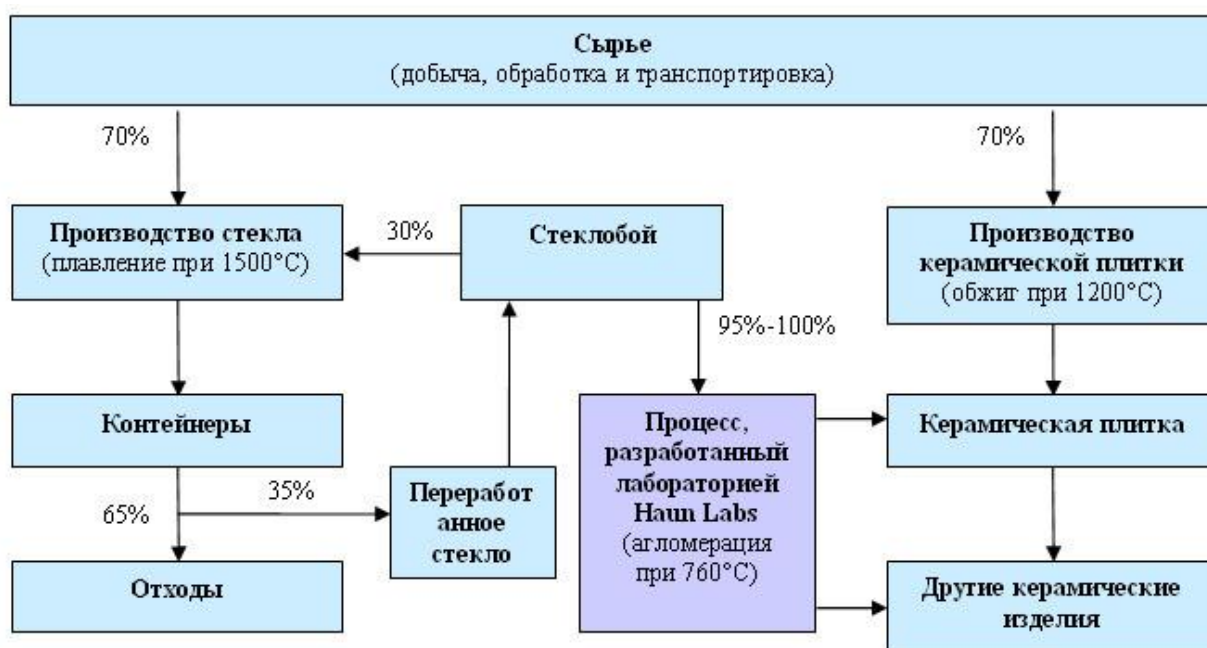 Сырье
(добыча, обработка и транспортировка)
70%
70%
Производство стекла
(плавление при 1500°С)
30%
Стеклобой
Производство
керамической плитки
(обжиг при 1200°С)
95%-100%
Контейнеры
Процесс,
разработанный
лабораторией
Haun Labs
(агломерация
при 760°С)
Керамическая плитка
65%
35%
Переработ
анное
стекло
Отходы
Другие керамические
изделия